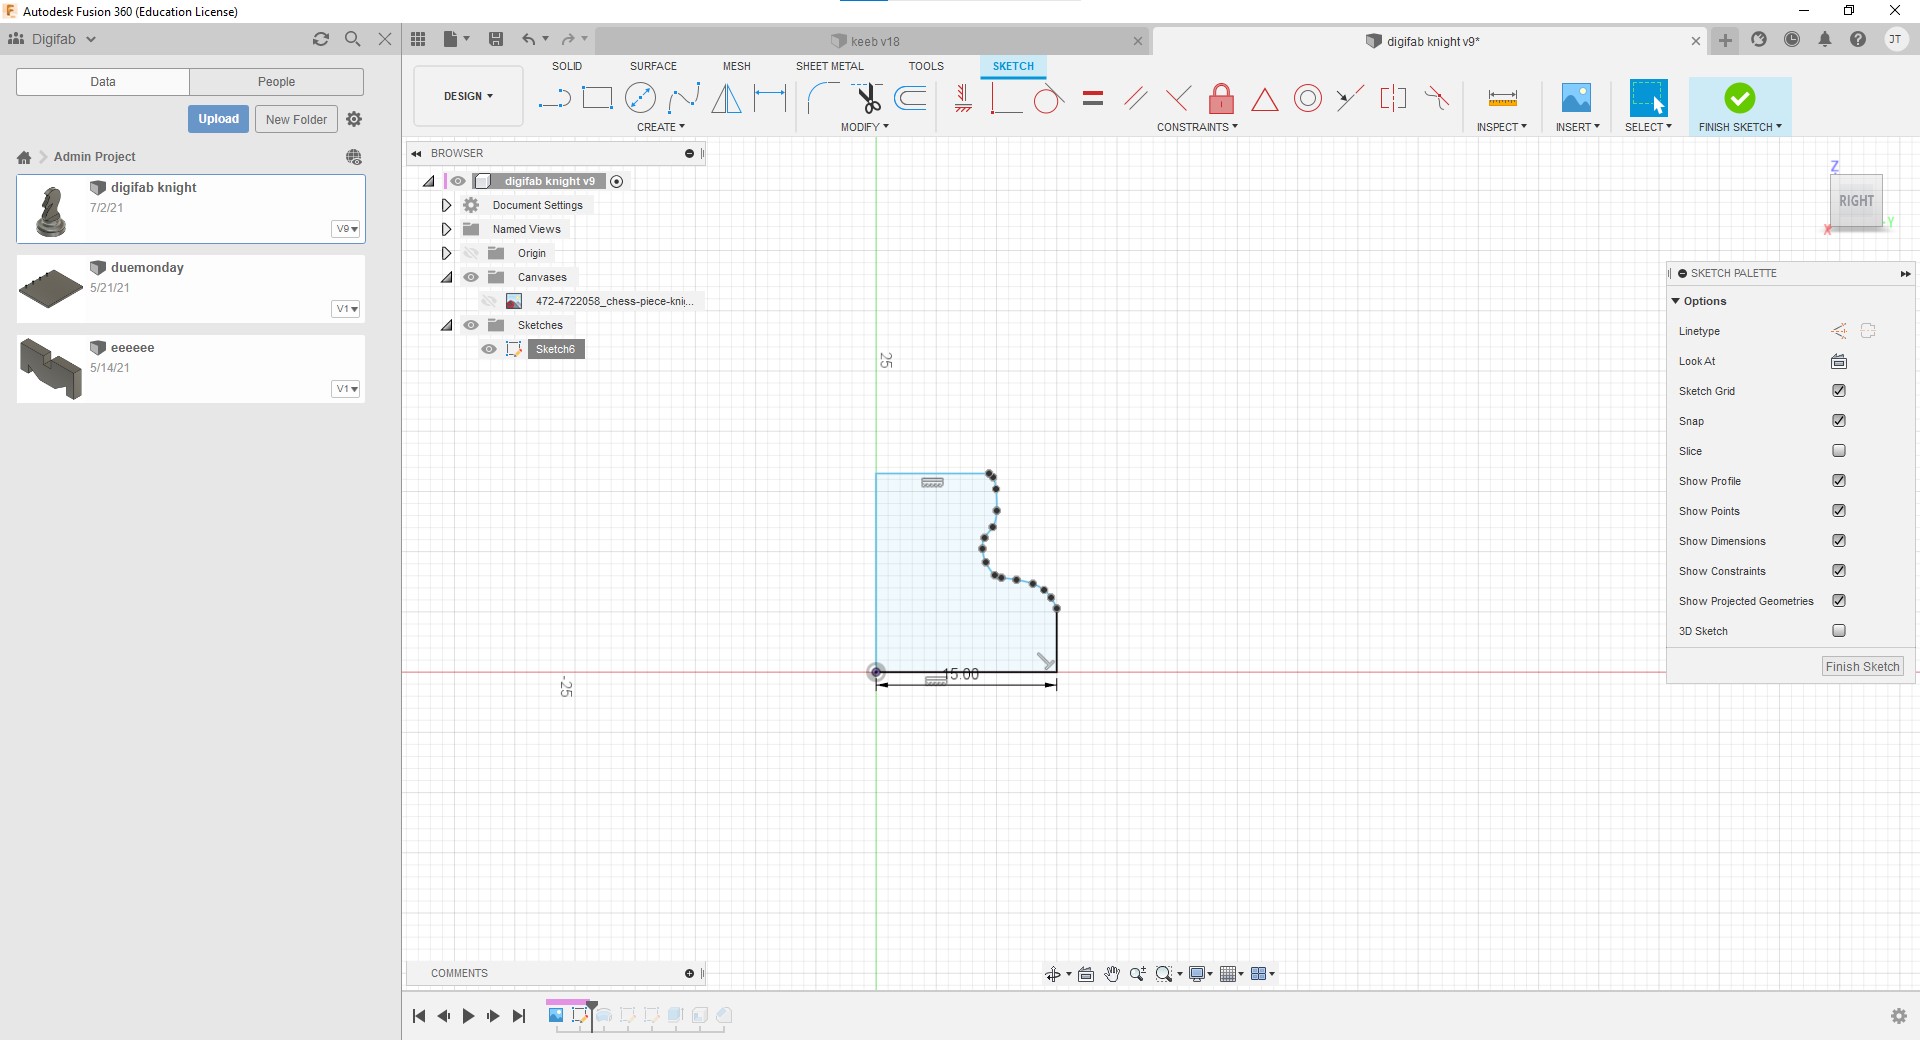 Autodesk Fusion 360 (Education License)
Digifab
keeb v18
digifab knight v9*
JT
Data
People
Upload
New Folder
Admin Project
digifab knight
7/2/21
V9
duemonday
5/21/21
V1
eeeeee
5/14/21
V1
DESIGN
SOLID
SURFACE
MESH
SHEET METAL
TOOLS
SKETCH
CREATE
MODIFY
CONSTRAINTS
INSPECT
INSERT
SELECT
FINISH SKETCH
BROWSER
digifab knight v9
Document Settings
Named Views
Origin
Canvases
472-4722058_chess-piece-kni...
Sketches
Sketch6
25
-25
15.00
Z
RIGHT
X
Y
SKETCH PALETTE
Options
Linetype
Look At
Sketch Grid
Snap
Slice
Show Profile
Show Points
Show Dimensions
Show Constraints
Show Projected Geometries
3D Sketch
Finish Sketch
COMMENTS